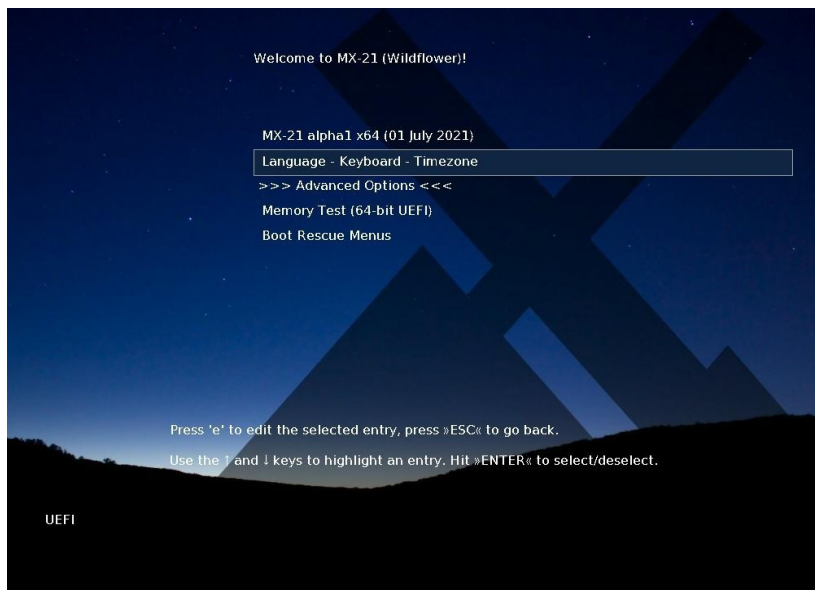 Welcome to MX-21 (Wildflower)!
MX-21 alpha1 x64 (01 July 2021)
Language - Keyboard - Timezone
>>> Advanced Options <<<
Memory Test (64-bit UEFI)
Boot Rescue Menus
Press 'e' to edit the selected entry, press »ESC« to go back.
Use the ↑ and ↓ keys to highlight an entry. Hit »ENTER« to select/deselect.
UEFI